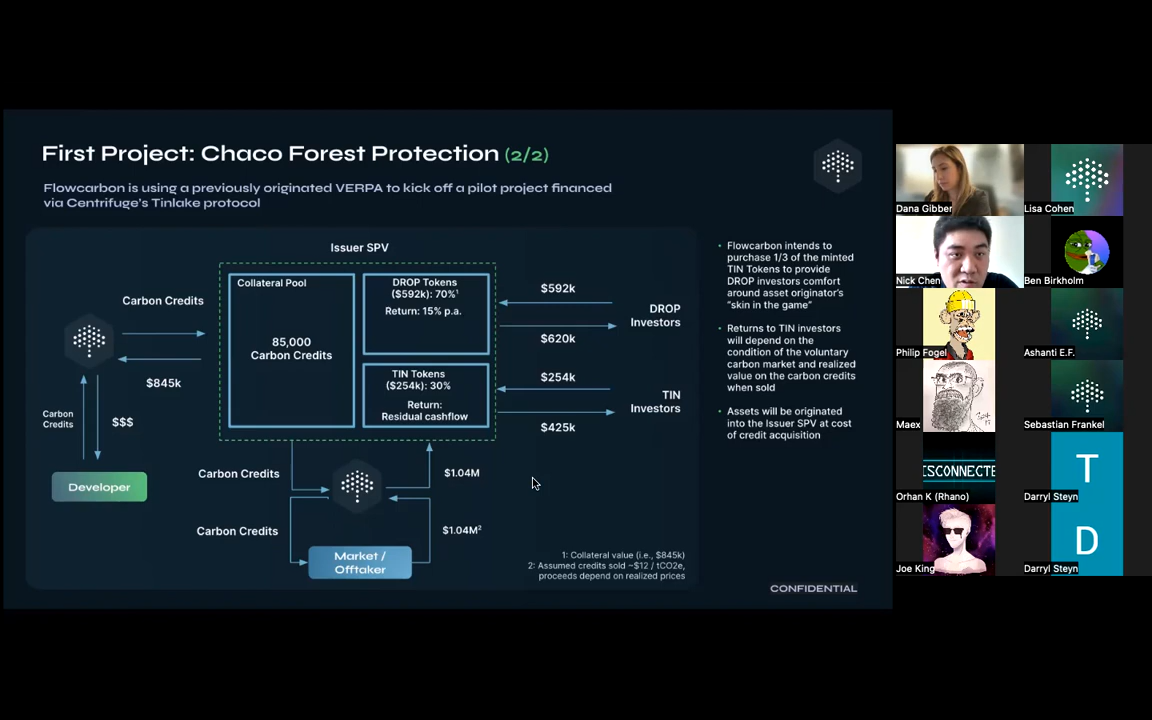 First Project: Chaco Forest Protection (2/2)
Flowcarbon is using a previously originated VERPA to kick off a pilot project financed
via Centrifuge's Tinlake protocol
Issuer SPV
Collateral Pool
85,000
Carbon Credits
DROP Tokens
($592k): 70%¹
Return: 15% p.a.
TIN Tokens
($254k): 30%
Return:
Residual cashflow
Carbon Credits
$845k
Carbon
Credits
$$$
Developer
$592k
$620k
DROP
Investors
$254k
$425k
TIN
Investors
Carbon Credits
$1.04M
Carbon Credits
$1.04M²
Market /
Offtaker
1: Collateral value (i.e., $845k)
2: Assumed credits sold ~$12 / tCO2e,
proceeds depend on realized prices
• Flowcarbon intends to
purchase 1/3 of the minted
TIN Tokens to provide
DROP investors comfort
around asset originator's
"skin in the game"
• Returns to TIN investors
will depend on the
condition of the voluntary
carbon market and realized
value on the carbon credits
when sold
• Assets will be originated
into the Issuer SPV at cost
of credit acquisition
CONFIDENTIAL
Dana Gibber
Lisa Cohen
Nick Chen
Ben Birkholm
Philip Fogel
Ashanti E.F.
Maex
Sebastian Frankel
ISCONNECTE
Orhan K (Rhano)
T
Darryl Steyn
Joe King
D
Darryl Steyn